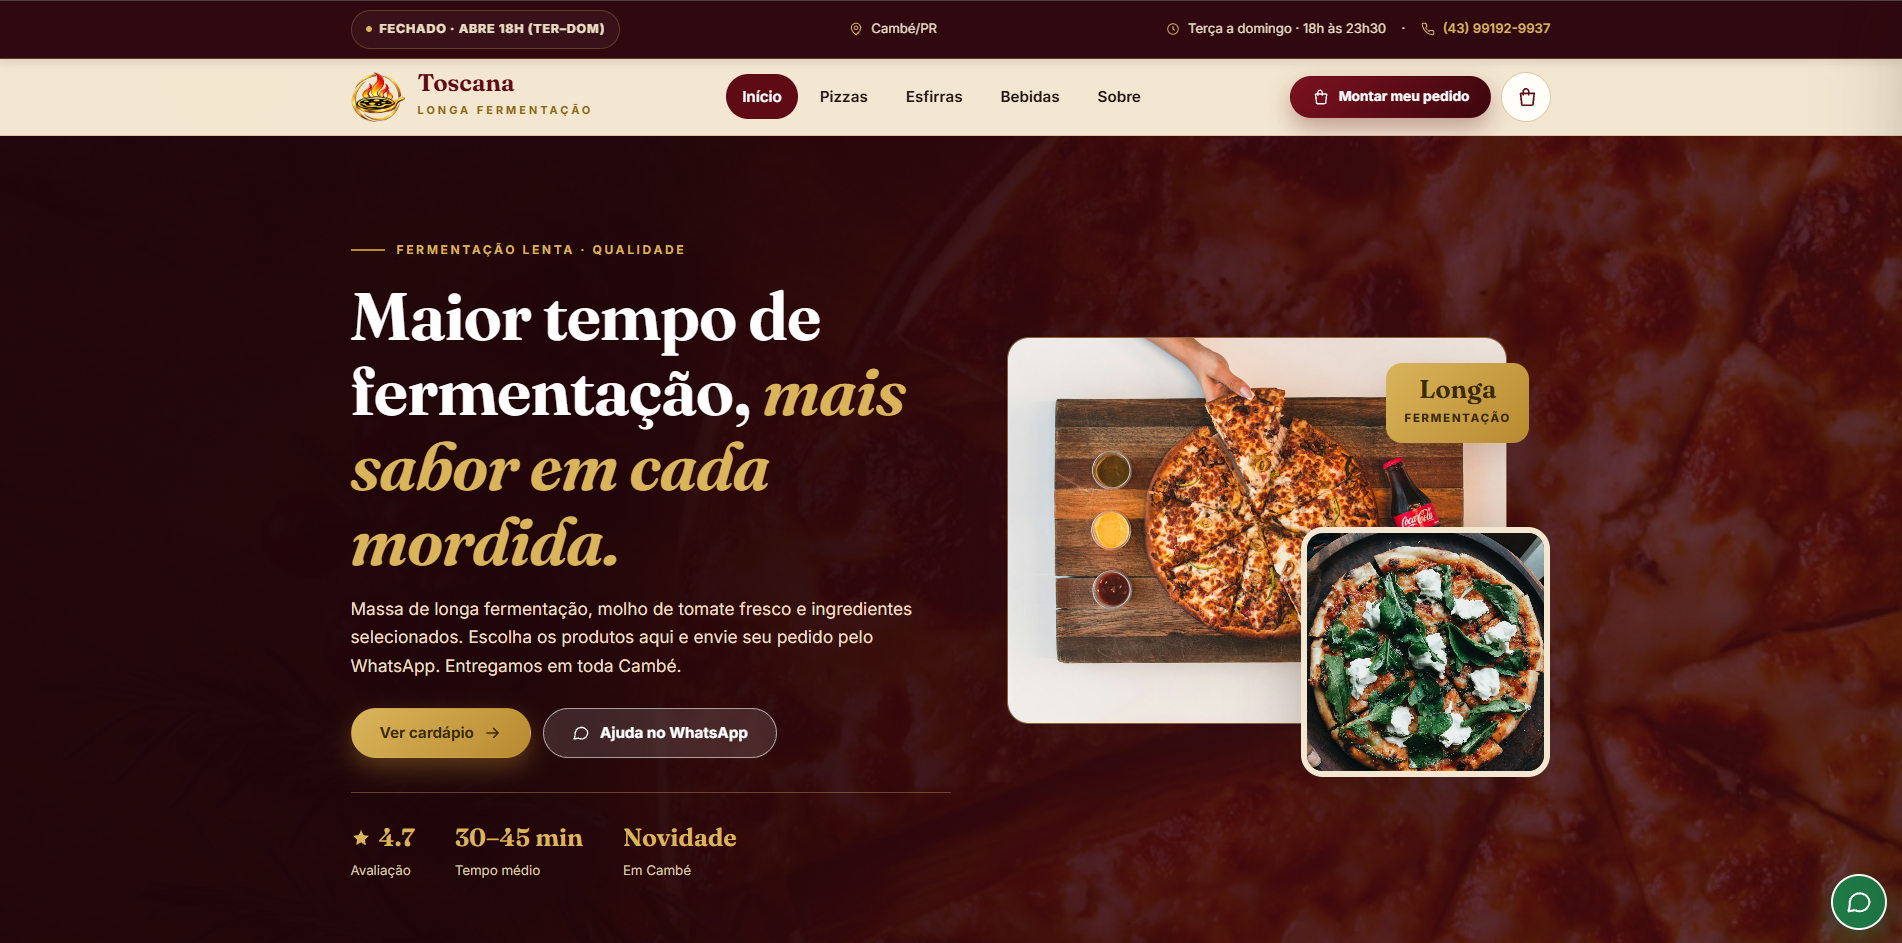 FECHADO · ABRE 18H (TER–DOM)
Cambé/PR
Terça a domingo · 18h às 23h30 · (43) 99192-9937
Toscana
LONGA FERMENTAÇÃO
Início
Pizzas
Esfirras
Bebidas
Sobre
Montar meu pedido
FERMENTAÇÃO LENTA · QUALIDADE
Maior tempo de
fermentação, mais
sabor em cada
mordida.
Massa de longa fermentação, molho de tomate fresco e ingredientes
selecionados. Escolha os produtos aqui e envie seu pedido pelo
WhatsApp. Entregamos em toda Cambé.
Ver cardápio
Ajuda no WhatsApp
4.7
Avaliação
30–45 min
Tempo médio
Novidade
Em Cambé
Longa
FERMENTAÇÃO
Coca-Cola